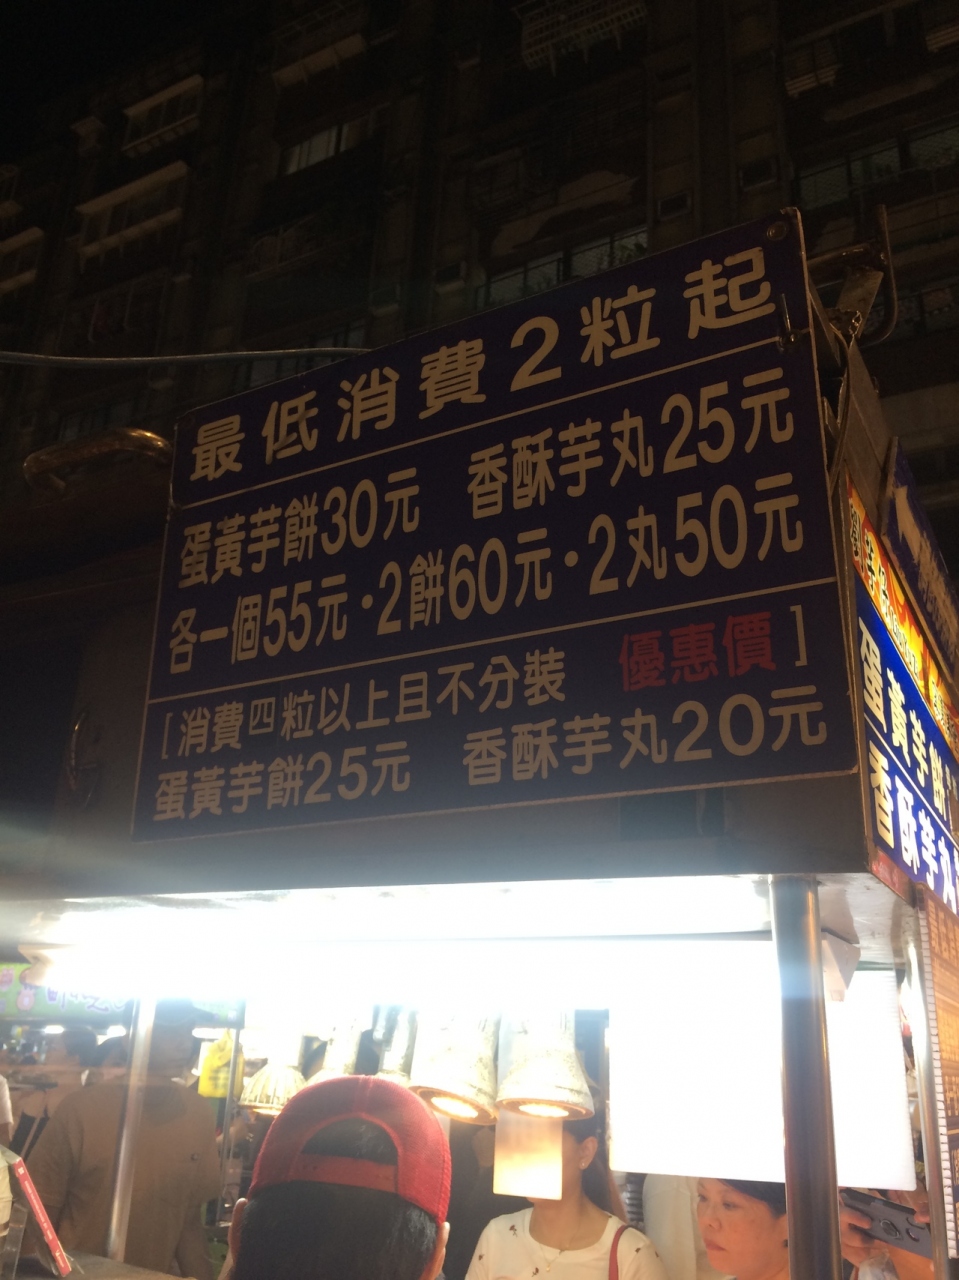 最低消費2粒起
蛋黃芋餅30元 香酥芋丸25元
各一個55元·2餅60元·2丸50元
[消費四粒以上且不分裝 優惠價]
蛋黃芋餅25元 香酥芋丸20元
蛋黃芋餅
香酥芋丸